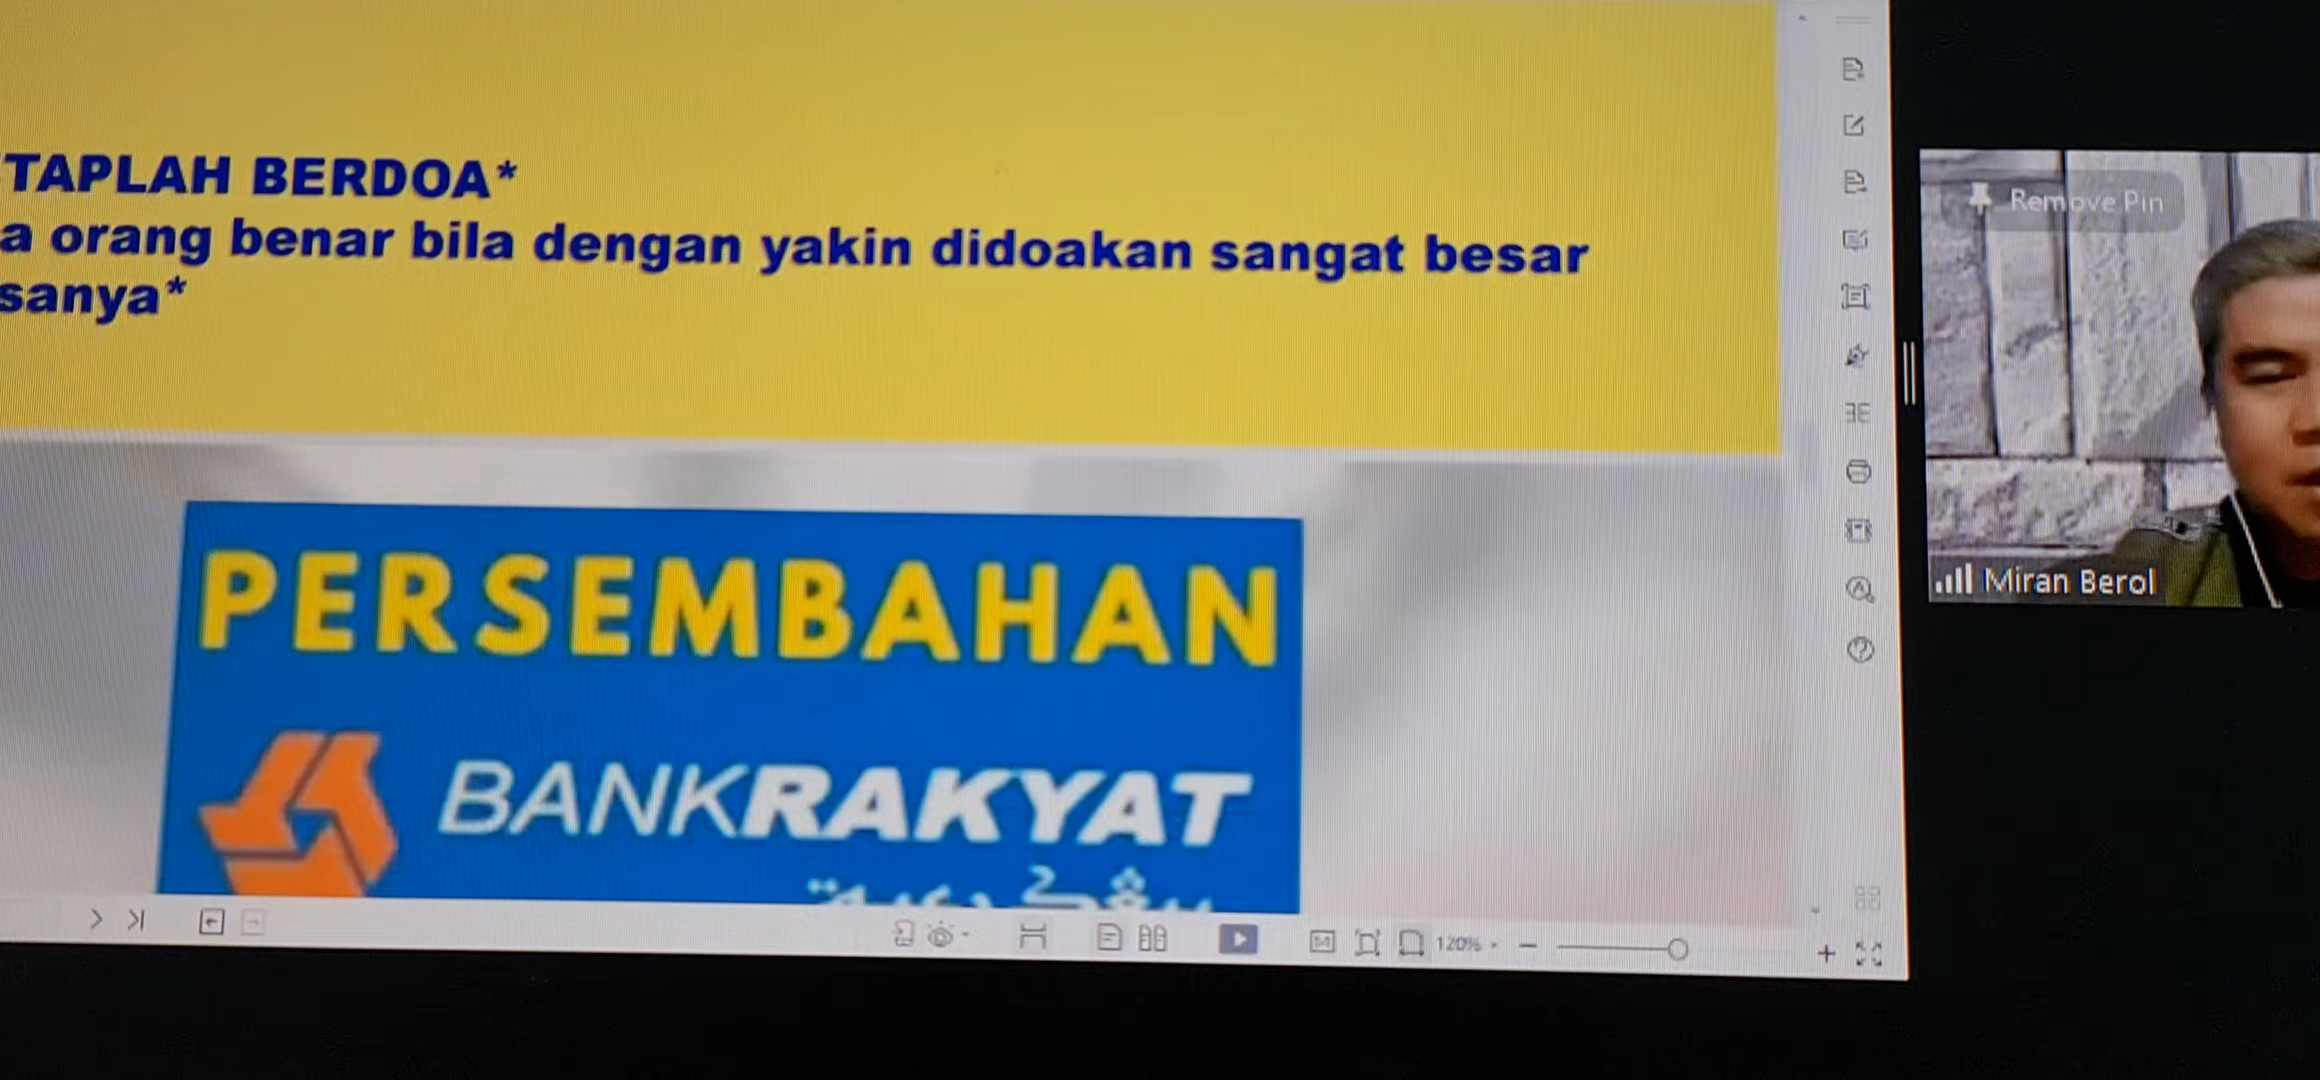 TAPLAH BERDOA*
a orang benar bila dengan yakin didoakan sangat besar
sanya*
PERSEMBAHAN
BANKRAKYAT
Remove Pin
Miran Berol
120%